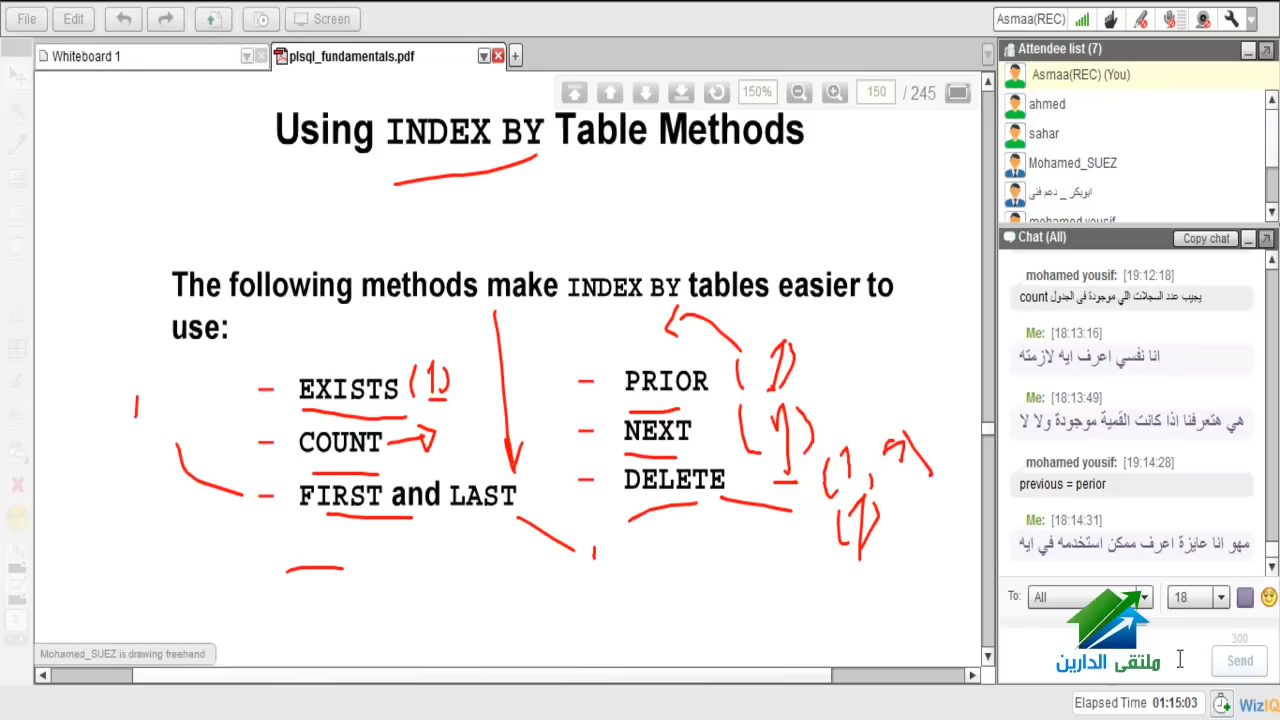 File Edit Screen Asmaa(REC)
Whiteboard 1 plsql_fundamentals.pdf +
150% 150 / 245
Using INDEX BY Table Methods
The following methods make INDEX BY tables easier to
use:
– EXISTS (1)
– COUNT
– FIRST and LAST
– PRIOR
– NEXT
– DELETE
Mohamed_SUEZ is drawing freehand
Attendee list (7)
Asmaa(REC) (You)
ahmed
sahar
Mohamed_SUEZ
ابوبكر _ دعم فنى
mohamed yousif
Chat (All) Copy chat
mohamed yousif [19:12:18]
count يجيب عدد السجلات اللي موجودة فى الجدول
Me: [18:13:16]
انا نفسي اعرف ايه لازمته
Me: [18:13:49]
هي هتعرفنا اذا كانت القمية موجودة ولا لا
mohamed yousif [19:14:28]
previous = perior
Me: [18:14:31]
مهو انا عايزة اعرف ممكن استخدمه في ايه
To: All 18
300
Send
ملتقى الدارين
Elapsed Time 01:15:03 WizIQ